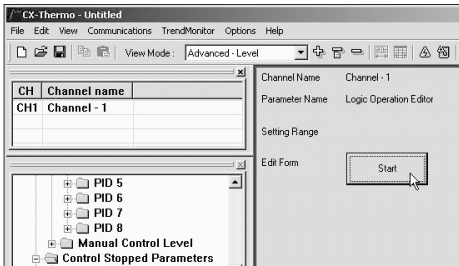 CX-Thermo - Untitled
File Edit View Communications TrendMonitor Options Help
View Mode : Advanced - Level
CH Channel name
CH1 Channel - 1
PID 5
PID 6
PID 7
PID 8
Manual Control Level
Control Stopped Parameters
Channel Name Channel - 1
Parameter Name Logic Operation Editor
Setting Range
Edit Form Start